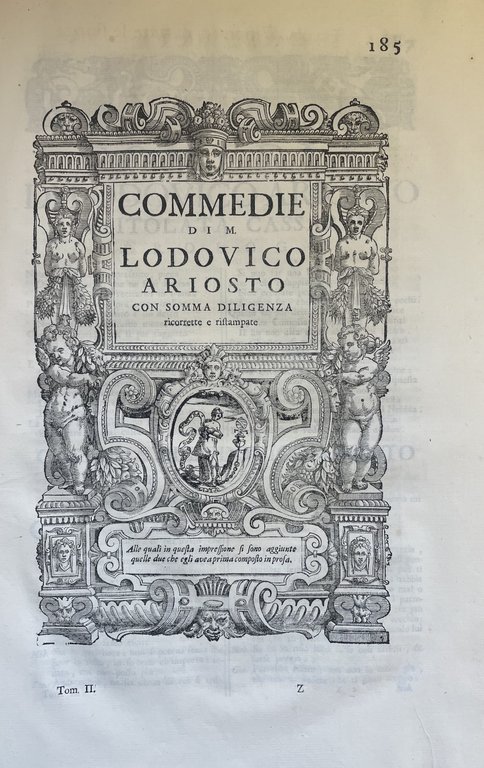 185
COMMEDIE
DI M.
LODOVICO
ARIOSTO
CON SOMMA DILIGENZA
ricorrette e ristampate
Alle quali in questa impressione si sono aggiunte
quelle due che egli avea prima composto in prosa.
Tom. II.
Z